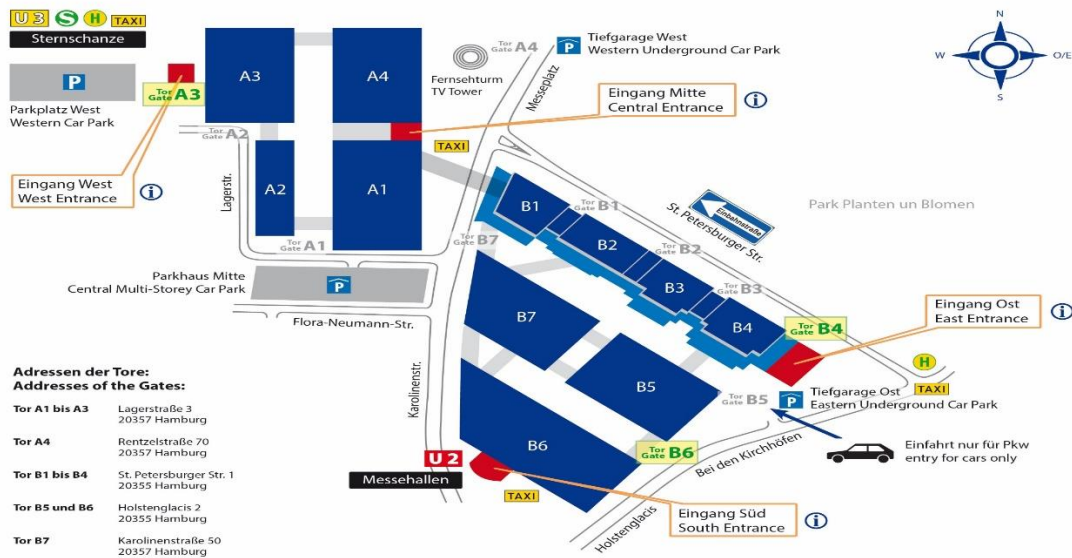 U3 S H TAXI
Sternschanze
P
Parkplatz West
Western Car Park
Tor
Gate A3
A3
A4
Fernsehturm
TV Tower
Tor
Gate A4
Messeplatz
P
Tiefgarage West
Western Underground Car Park
N
W
O/E
S
Eingang Mitte
Central Entrance
i
Tor
Gate A2
TAXI
Eingang West
West Entrance
i
Lagerstr.
A2
A1
Tor
Gate A1
B1
Tor
Gate B1
Einbahnstraße
St. Petersburger Str.
Park Planten un Blomen
Tor
Gate B7
B2
Tor
Gate B2
B3
Tor
Gate B3
Parkhaus Mitte
Central Multi-Storey Car Park
P
Flora-Neumann-Str.
B7
B4
Tor
Gate B4
Eingang Ost
East Entrance
i
H
TAXI
Karolinenstr.
B5
Tor
Gate B5
P
Tiefgarage Ost
Eastern Underground Car Park
B6
Tor
Gate B6
Bei den Kirchhöfen
Einfahrt nur für Pkw
entry for cars only
U2
Messehallen
TAXI
Holstenglacis
Eingang Süd
South Entrance
i
Adressen der Tore:
Addresses of the Gates:
Tor A1 bis A3 Lagerstraße 3
20357 Hamburg
Tor A4 Rentzelstraße 70
20357 Hamburg
Tor B1 bis B4 St. Petersburger Str. 1
20355 Hamburg
Tor B5 und B6 Holstenglacis 2
20355 Hamburg
Tor B7 Karolinenstraße 50
20357 Hamburg